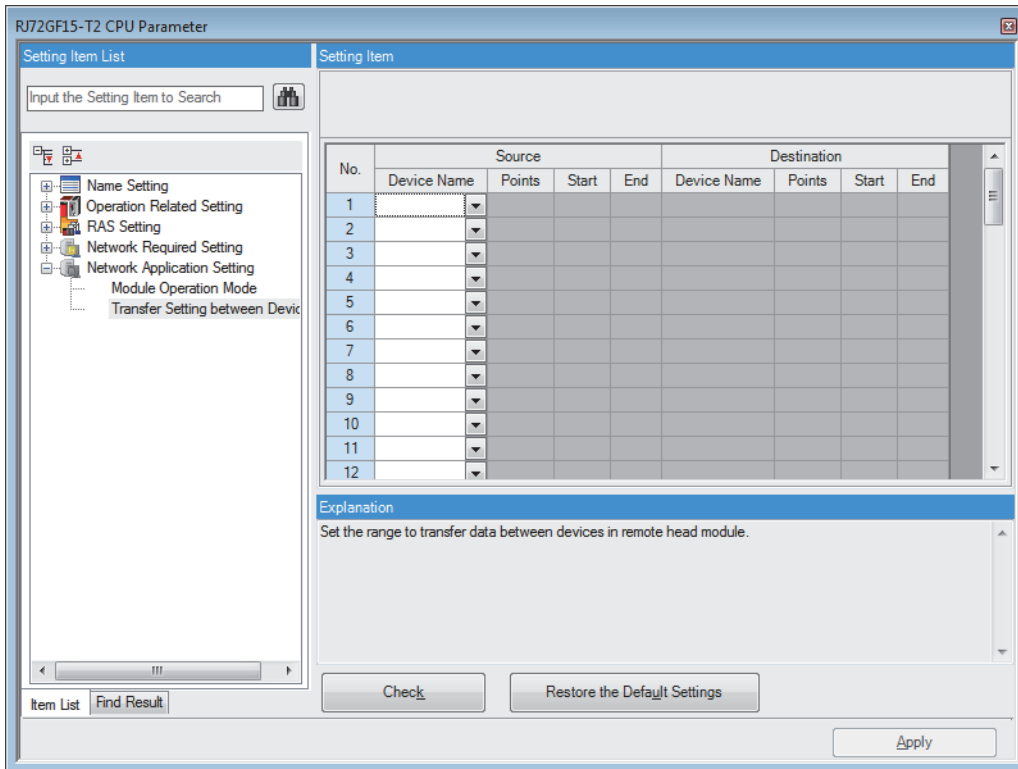 RJ72GF15-T2 CPU Parameter
Setting Item List
Input the Setting Item to Search
Name Setting
Operation Related Setting
RAS Setting
Network Required Setting
Network Application Setting
Module Operation Mode
Transfer Setting between Devic
Item List
Find Result
Setting Item
No. Source Destination
Device Name Points Start End Device Name Points Start End
1
2
3
4
5
6
7
8
9
10
11
12
Explanation
Set the range to transfer data between devices in remote head module.
Check Restore the Default Settings
Apply